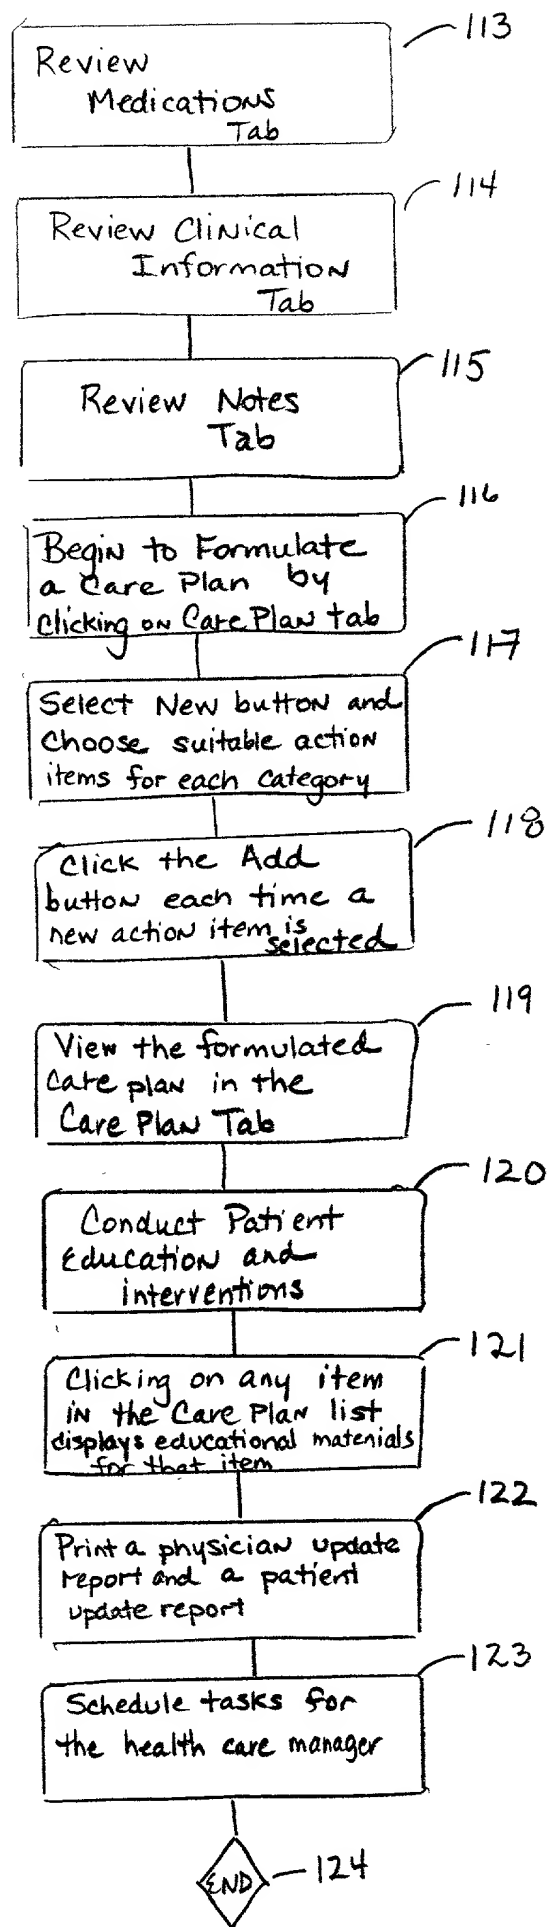 113
Review
Medications
Tab
114
Review Clinical
Information
Tab
115
Review Notes
Tab
116
Begin to Formulate
a Care Plan by
Clicking on Care Plan tab
117
Select New button and
Choose suitable action
items for each category
118
Click the Add
button each time a
new action item is
selected
119
View the formulated
Care plan in the
Care Plan Tab
120
Conduct Patient
Education and
interventions
121
Clicking on any item
in the Care Plan list
displays educational materials
for that item
122
Print a physician update
report and a patient
update report
123
Schedule tasks for
the health care manager
END
124